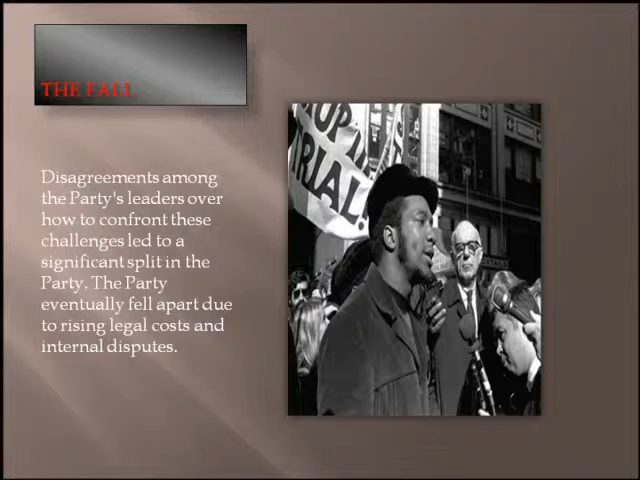 THE FALL
Disagreements among
the Party's leaders over
how to confront these
challenges led to a
significant split in the
Party. The Party
eventually fell apart due
to rising legal costs and
internal disputes.
RIAL!